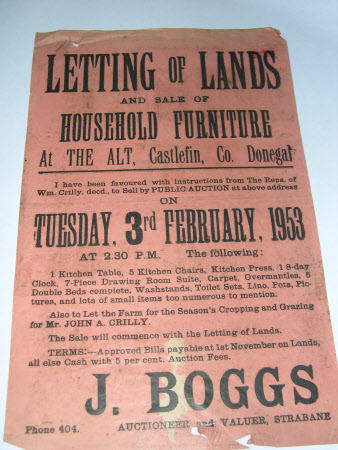 LETTING OF LANDS
AND SALE OF
HOUSEHOLD FURNITURE
At THE ALT, Castlefin, Co. Donegal
I have been favoured with instructions from The Reps. of
Wm. Crilly, decd., to Sell by PUBLIC AUCTION at above address
ON
TUESDAY, 3rd FEBRUARY, 1953
AT 2.30 P.M. The following:
1 Kitchen Table, 5 Kitchen Chairs, Kitchen Press, 1 8-day
Clock, 7-Piece Drawing Room Suite, Carpet, Overmantles, 5
Double Beds complete, Washstands, Toilet Sets, Lino, Pots, Pic-
tures, and lots of small items too numerous to mention.
Also to Let the Farm for the Season's Cropping and Grazing
for Mr. JOHN A. CRILLY.
The Sale will commence with the Letting of Lands.
TERMS:—Approved Bills payable at 1st November on Lands,
all else Cash with 5 per cent. Auction Fees.
J. BOGGS
Phone 404. AUCTIONEER and VALUER, STRABANE